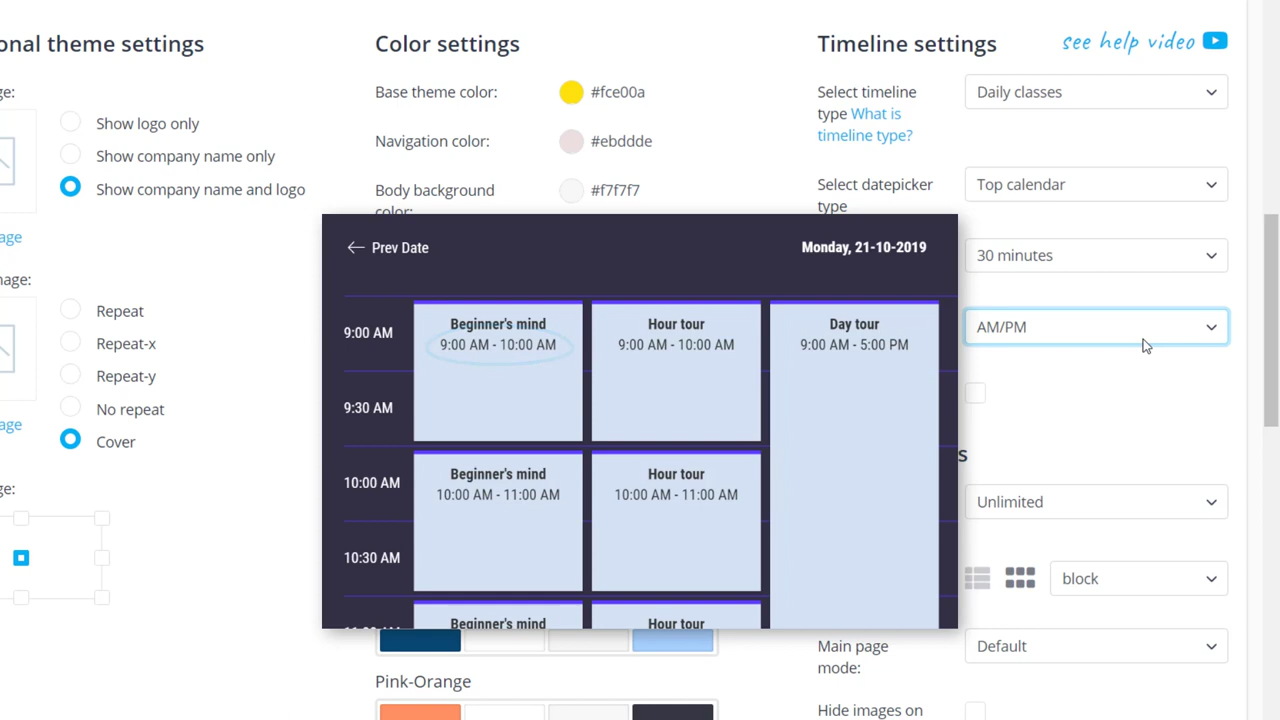 onal theme settings
ge:
Show logo only
Show company name only
Show company name and logo
age
mage:
Repeat
Repeat-x
Repeat-y
No repeat
Cover
age
ge:
Color settings
Base theme color:
#fce00a
Navigation color:
#ebddde
Body background
color:
#f7f7f7
Prev Date
Monday, 21-10-2019
9:00 AM
9:30 AM
10:00 AM
10:30 AM
11:00 AM
Beginner's mind
9:00 AM - 10:00 AM
Hour tour
9:00 AM - 10:00 AM
Day tour
9:00 AM - 5:00 PM
Beginner's mind
10:00 AM - 11:00 AM
Hour tour
10:00 AM - 11:00 AM
Beginner's mind
Hour tour
Pink-Orange
Timeline settings
see help video
Select timeline
type What is
timeline type?
Daily classes
Select datepicker
type
Top calendar
30 minutes
AM/PM
s
Unlimited
block
Main page
mode:
Default
Hide images on